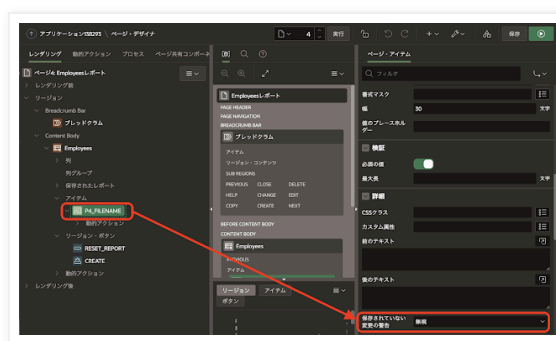 アプリケーション138293 \ ページ・デザイナ
4
実行
保存
レンダリング 動的アクション プロセス ページ共有コンポーネ
ページ4: Employeesレポート
レンダリング前
リージョン
Breadcrumb Bar
ブレッドクラム
Content Body
Employees
列
列グループ
保存されたレポート
アイテム
P4_FILENAME
動的アクション
リージョン・ボタン
RESET_REPORT
CREATE
動的アクション
レンダリング後
Employeesレポート
PAGE HEADER
PAGE NAVIGATION
BREADCRUMB BAR
ブレッドクラム
アイテム
リージョン・コンテンツ
SUB REGIONS
PREVIOUS CLOSE DELETE
HELP CHANGE EDIT
COPY CREATE NEXT
BEFORE CONTENT BODY
CONTENT BODY
Employees
PREVIOUS
アイテム
リージョン アイテム
ボタン
ページ・アイテム
フィルタ
書式マスク
幅 30 文字
値のプレースホル
ダー
検証
必須の値
最大長 文字
詳細
CSSクラス
カスタム属性
前のテキスト
後のテキスト
保存されていない
変更の警告
無視